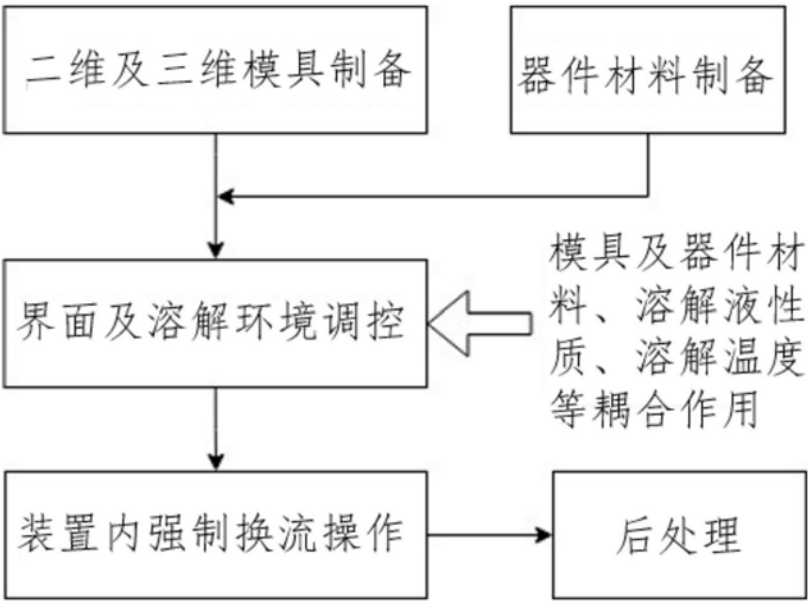 二维及三维模具制备
器件材料制备
界面及溶解环境调控
模具及器件材
料、溶解液性
质、溶解温度
等耦合作用
装置内强制换流操作
后处理